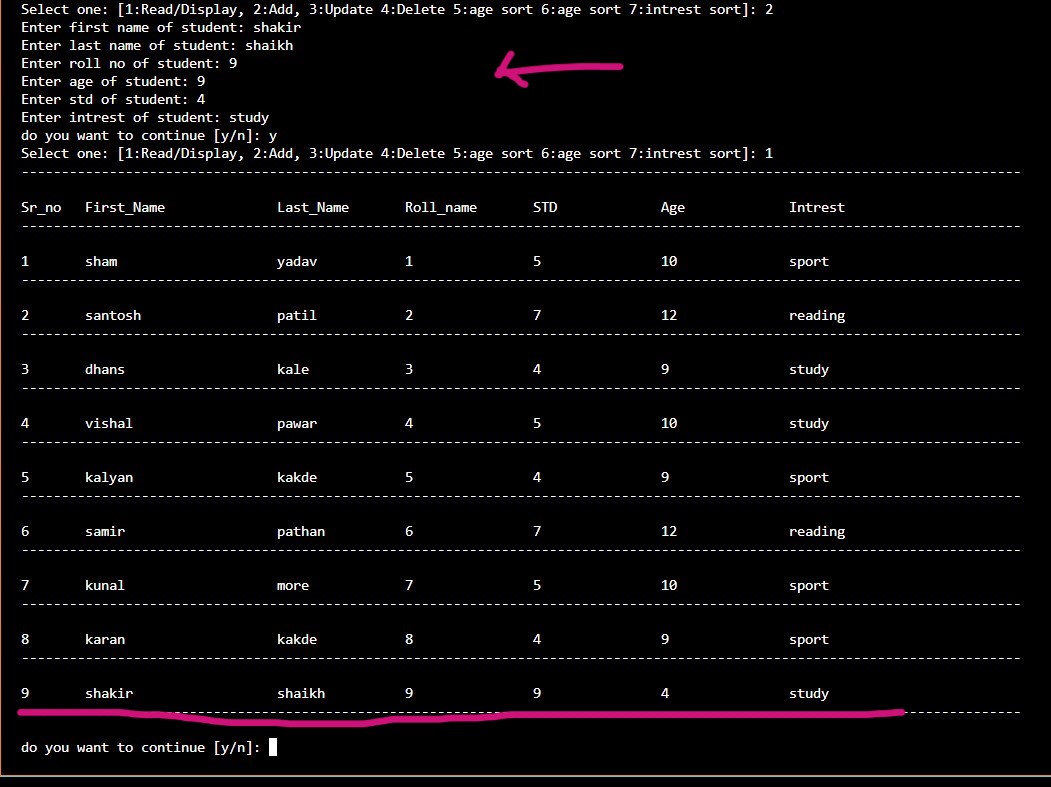 Select one: [1:Read/Display, 2:Add, 3:Update 4:Delete 5:age sort 6:age sort 7:intrest sort]: 2
Enter first name of student: shakir
Enter last name of student: shaikh
Enter roll no of student: 9
Enter age of student: 9
Enter std of student: 4
Enter intrest of student: study
do you want to continue [y/n]: y
Select one: [1:Read/Display, 2:Add, 3:Update 4:Delete 5:age sort 6:age sort 7:intrest sort]: 1
Sr_no First_Name Last_Name Roll_name STD Age Intrest
1 sham yadav 1 5 10 sport
2 santosh patil 2 7 12 reading
3 dhans kale 3 4 9 study
4 vishal pawar 4 5 10 study
5 kalyan kakde 5 4 9 sport
6 samir pathan 6 7 12 reading
7 kunal more 7 5 10 sport
8 karan kakde 8 4 9 sport
9 shakir shaikh 9 9 4 study
do you want to continue [y/n]: